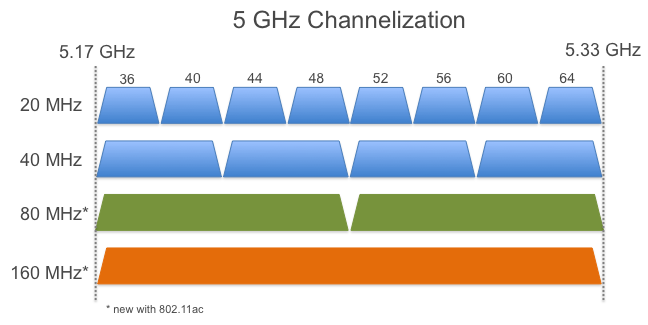 5 GHz Channelization
5.17 GHz
5.33 GHz
36 40 44 48 52 56 60 64
20 MHz
40 MHz
80 MHz*
160 MHz*
* new with 802.11ac